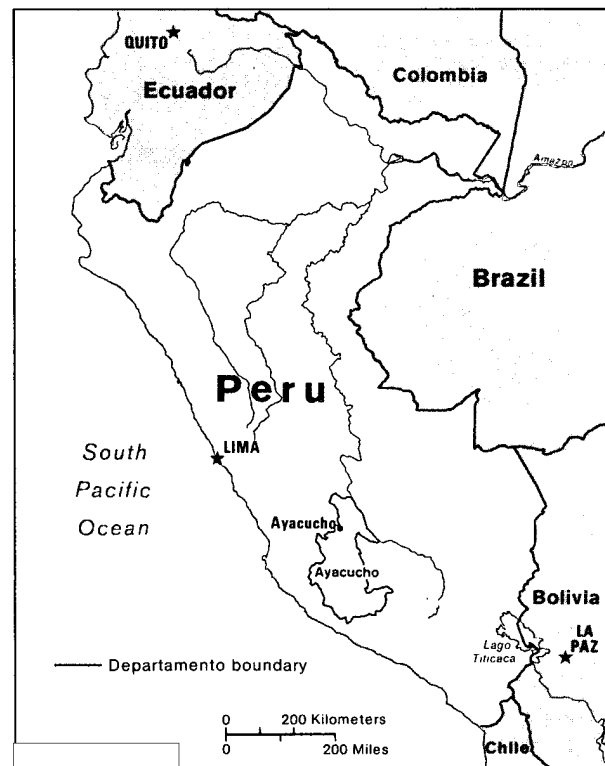 QUITO
Ecuador
Colombia
Amazon
Brazil
Peru
LIMA
South
Pacific
Ocean
Ayacucho
Ayacucho
Bolivia
LA
PAZ
Lago
Titicaca
Departamento boundary
0 200 Kilometers
0 200 Miles
Chile